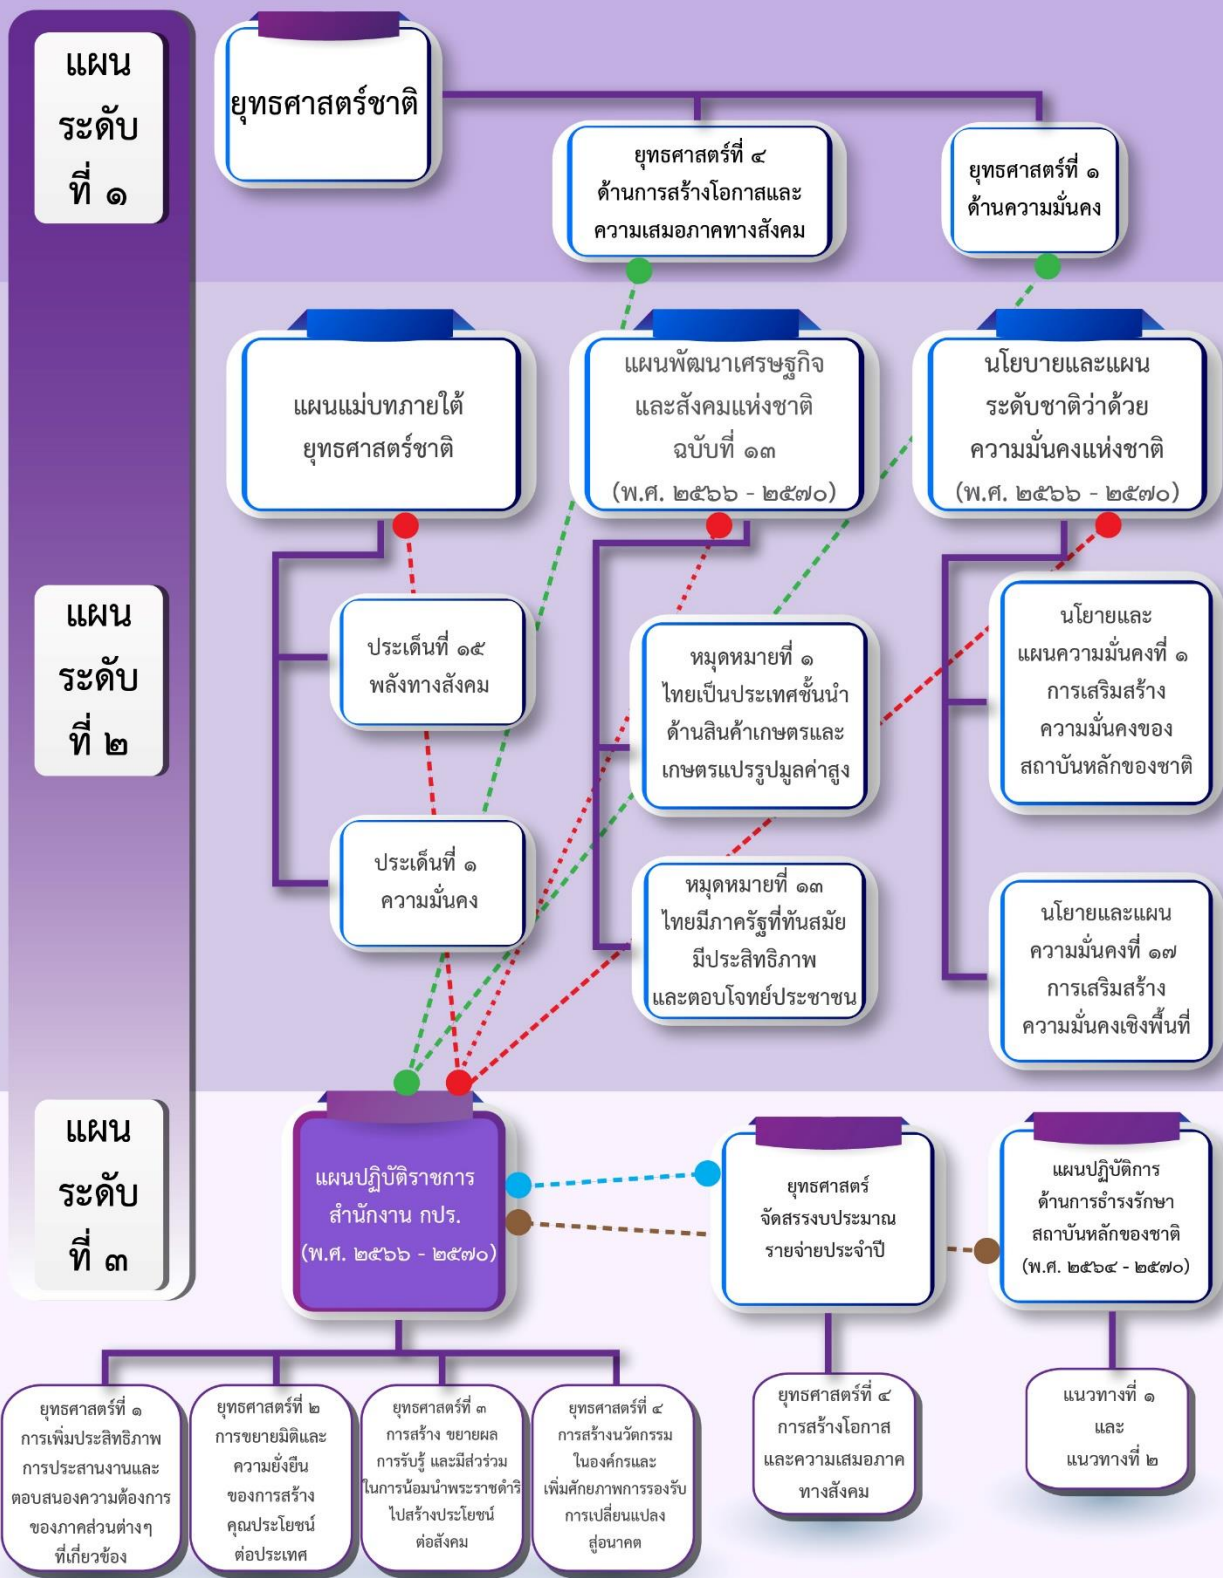 แผน
ระดับ
ที่ ๑
ยุทธศาสตร์ชาติ
ยุทธศาสตร์ที่ ๔
ด้านการสร้างโอกาสและ
ความเสมอภาคทางสังคม
ยุทธศาสตร์ที่ ๑
ด้านความมั่นคง
แผน
ระดับ
ที่ ๒
แผนแม่บทภายใต้
ยุทธศาสตร์ชาติ
แผนพัฒนาเศรษฐกิจ
และสังคมแห่งชาติ
ฉบับที่ ๑๓
(พ.ศ. ๒๕๖๖ - ๒๕๗๐)
นโยบายและแผน
ระดับชาติว่าด้วย
ความมั่นคงแห่งชาติ
(พ.ศ. ๒๕๖๖ - ๒๕๗๐)
ประเด็นที่ ๑๕
พลังทางสังคม
ประเด็นที่ ๑
ความมั่นคง
หมุดหมายที่ ๑
ไทยเป็นประเทศชั้นนำ
ด้านสินค้าเกษตรและ
เกษตรแปรรูปมูลค่าสูง
หมุดหมายที่ ๑๓
ไทยมีภาครัฐที่ทันสมัย
มีประสิทธิภาพ
และตอบโจทย์ประชาชน
นโยายและ
แผนความมั่นคงที่ ๑
การเสริมสร้าง
ความมั่นคงของ
สถาบันหลักของชาติ
นโยายและแผน
ความมั่นคงที่ ๑๗
การเสริมสร้าง
ความมั่นคงเชิงพื้นที่
แผน
ระดับ
ที่ ๓
แผนปฏิบัติราชการ
สำนักงาน กปร.
(พ.ศ. ๒๕๖๖ - ๒๕๗๐)
ยุทธศาสตร์
จัดสรรงบประมาณ
รายจ่ายประจำปี
แผนปฏิบัติการ
ด้านการธำรงรักษา
สถาบันหลักของชาติ
(พ.ศ. ๒๕๖๔ - ๒๕๗๐)
ยุทธศาสตร์ที่ ๑
การเพิ่มประสิทธิภาพ
การประสานงานและ
ตอบสนองความต้องการ
ของภาคส่วนต่างๆ
ที่เกี่ยวข้อง
ยุทธศาสตร์ที่ ๒
การขยายมิติและ
ความยั่งยืน
ของการสร้าง
คุณประโยชน์
ต่อประเทศ
ยุทธศาสตร์ที่ ๓
การสร้าง ขยายผล
การรับรู้ และมีส่วร่วม
ในการน้อมนำพระราชดำริ
ไปสร้างประโยชน์
ต่อสังคม
ยุทธศาสตร์ที่ ๔
การสร้างนวัตกรรม
ในองค์กรและ
เพิ่มศักยภาพการรองรับ
การเปลี่ยนแปลง
สู่อนาคต
ยุทธศาสตร์ที่ ๔
การสร้างโอกาส
และความเสมอภาค
ทางสังคม
แนวทางที่ ๑
และ
แนวทางที่ ๒